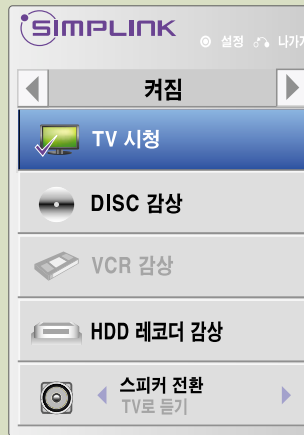 SIMPLINK
설정 나가기
켜짐
TV 시청
DISC 감상
VCR 감상
HDD 레코더 감상
스피커 전환
TV로 듣기